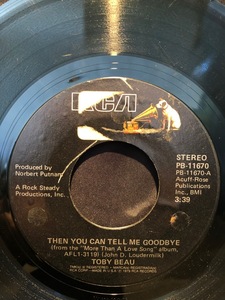 RCA
Produced by
Norbert Putnam
A Rock Steady
Productions, Inc.
STEREO
PB-11670
PB-11670-A
Acuff-Rose
Publications
Inc., BMI
3:39
THEN YOU CAN TELL ME GOODBYE
(from the "More Than A Love Song" album,
AFL1-3119) (John D. Loudermilk)
TOBY BEAU